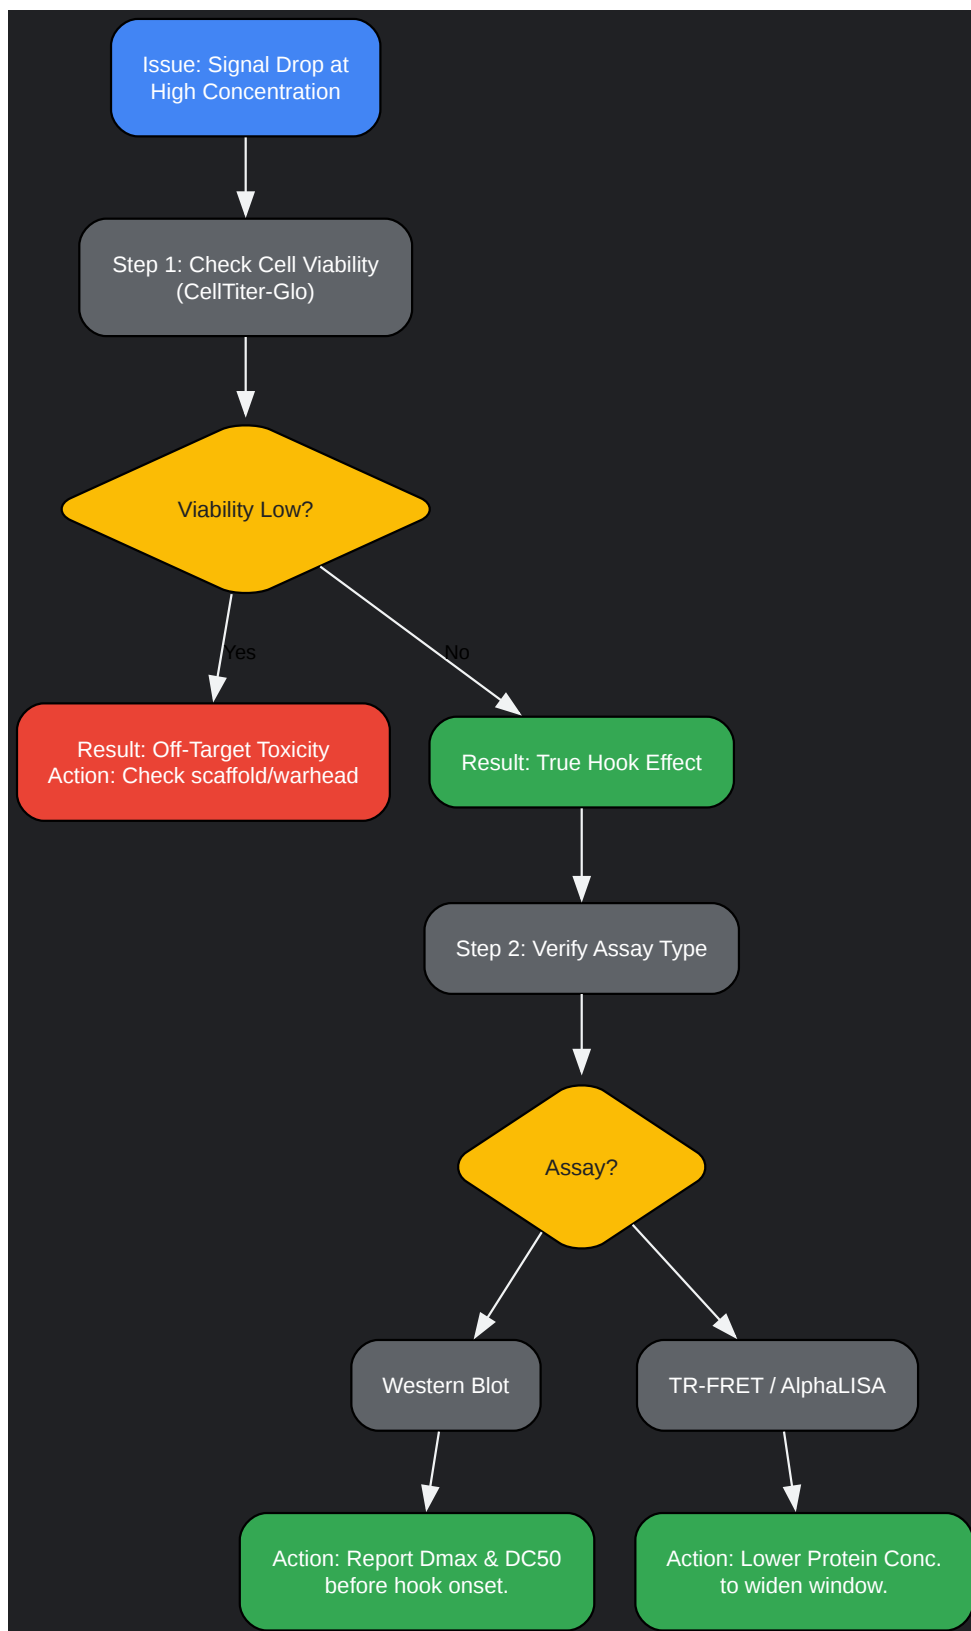 Issue: Signal Drop at
High Concentration
Step 1: Check Cell Viability
(CellTiter-Glo)
Viability Low?
Yes
No
Result: Off-Target Toxicity
Action: Check scaffold/warhead
Result: True Hook Effect
Step 2: Verify Assay Type
Assay?
Western Blot
TR-FRET / AlphaLISA
Action: Report Dmax & DC50
before hook onset.
Action: Lower Protein Conc.
to widen window.